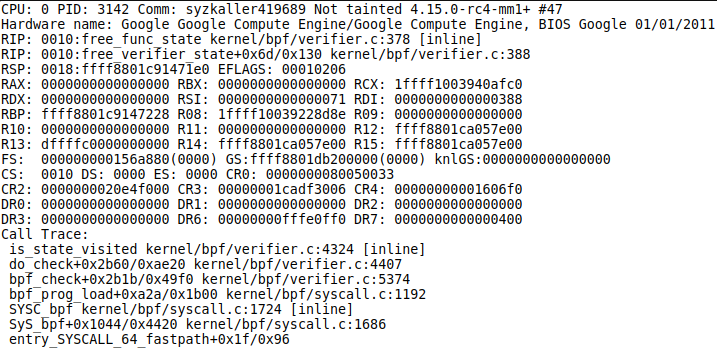 CPU: 0 PID: 3142 Comm: syzkaller419689 Not tainted 4.15.0-rc4-mm1+ #47
Hardware name: Google Google Compute Engine/Google Compute Engine, BIOS Google 01/01/2011
RIP: 0010:free_func_state kernel/bpf/verifier.c:378 [inline]
RIP: 0010:free_verifier_state+0x6d/0x130 kernel/bpf/verifier.c:388
RSP: 0018:ffff8801c91471e0 EFLAGS: 00010206
RAX: 0000000000000000 RBX: 0000000000000000 RCX: 1ffff1003940afc0
RDX: 0000000000000000 RSI: 0000000000000071 RDI: 0000000000000388
RBP: ffff8801c9147228 R08: 1ffff10039228d8e R09: 0000000000000000
R10: 0000000000000000 R11: 0000000000000000 R12: ffff8801ca057e00
R13: dffffc0000000000 R14: ffff8801ca057e00 R15: ffff8801ca057e00
FS:  000000000156a880(0000) GS:ffff8801db200000(0000) knlGS:0000000000000000
CS:  0010 DS: 0000 ES: 0000 CR0: 0000000080050033
CR2: 0000000020e4f000 CR3: 00000001cadf3006 CR4: 00000000001606f0
DR0: 0000000000000000 DR1: 0000000000000000 DR2: 0000000000000000
DR3: 0000000000000000 DR6: 00000000fffe0ff0 DR7: 0000000000000400
Call Trace:
 is_state_visited kernel/bpf/verifier.c:4324 [inline]
 do_check+0x2b60/0xae20 kernel/bpf/verifier.c:4407
 bpf_check+0x2b1b/0x49f0 kernel/bpf/verifier.c:5374
 bpf_prog_load+0xa2a/0x1b00 kernel/bpf/syscall.c:1192
 SYSC_bpf kernel/bpf/syscall.c:1724 [inline]
 SyS_bpf+0x1044/0x4420 kernel/bpf/syscall.c:1686
 entry_SYSCALL_64_fastpath+0x1f/0x96